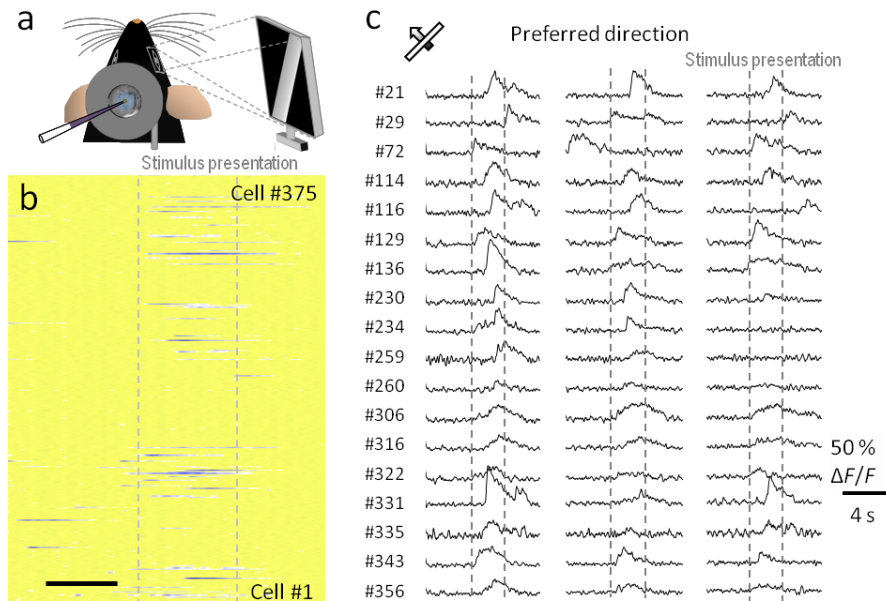 a
Stimulus presentation
b
Cell #375
Cell #1
c
Preferred direction
Stimulus presentation
#21
#29
#72
#114
#116
#129
#136
#230
#234
#259
#260
#306
#316
#322
#331
#335
#343
#356
50 %
ΔF/F
4 s